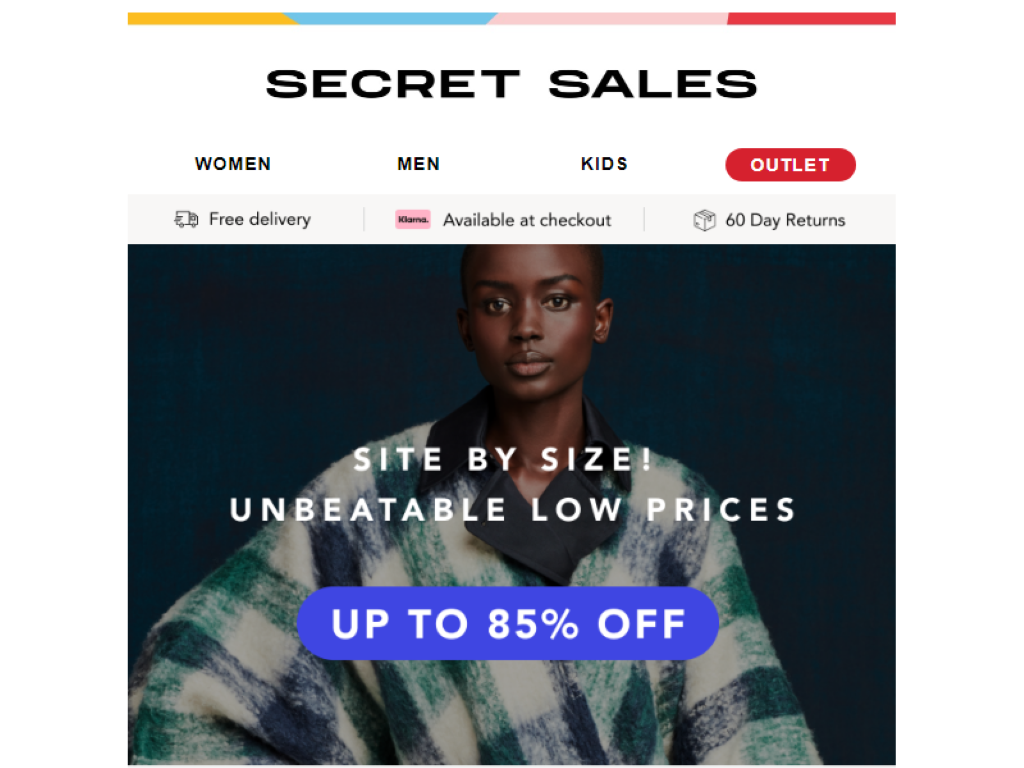 SECRET SALES
WOMEN MEN KIDS OUTLET
Free delivery Klarna. Available at checkout 60 Day Returns
SITE BY SIZE!
UNBEATABLE LOW PRICES
UP TO 85% OFF